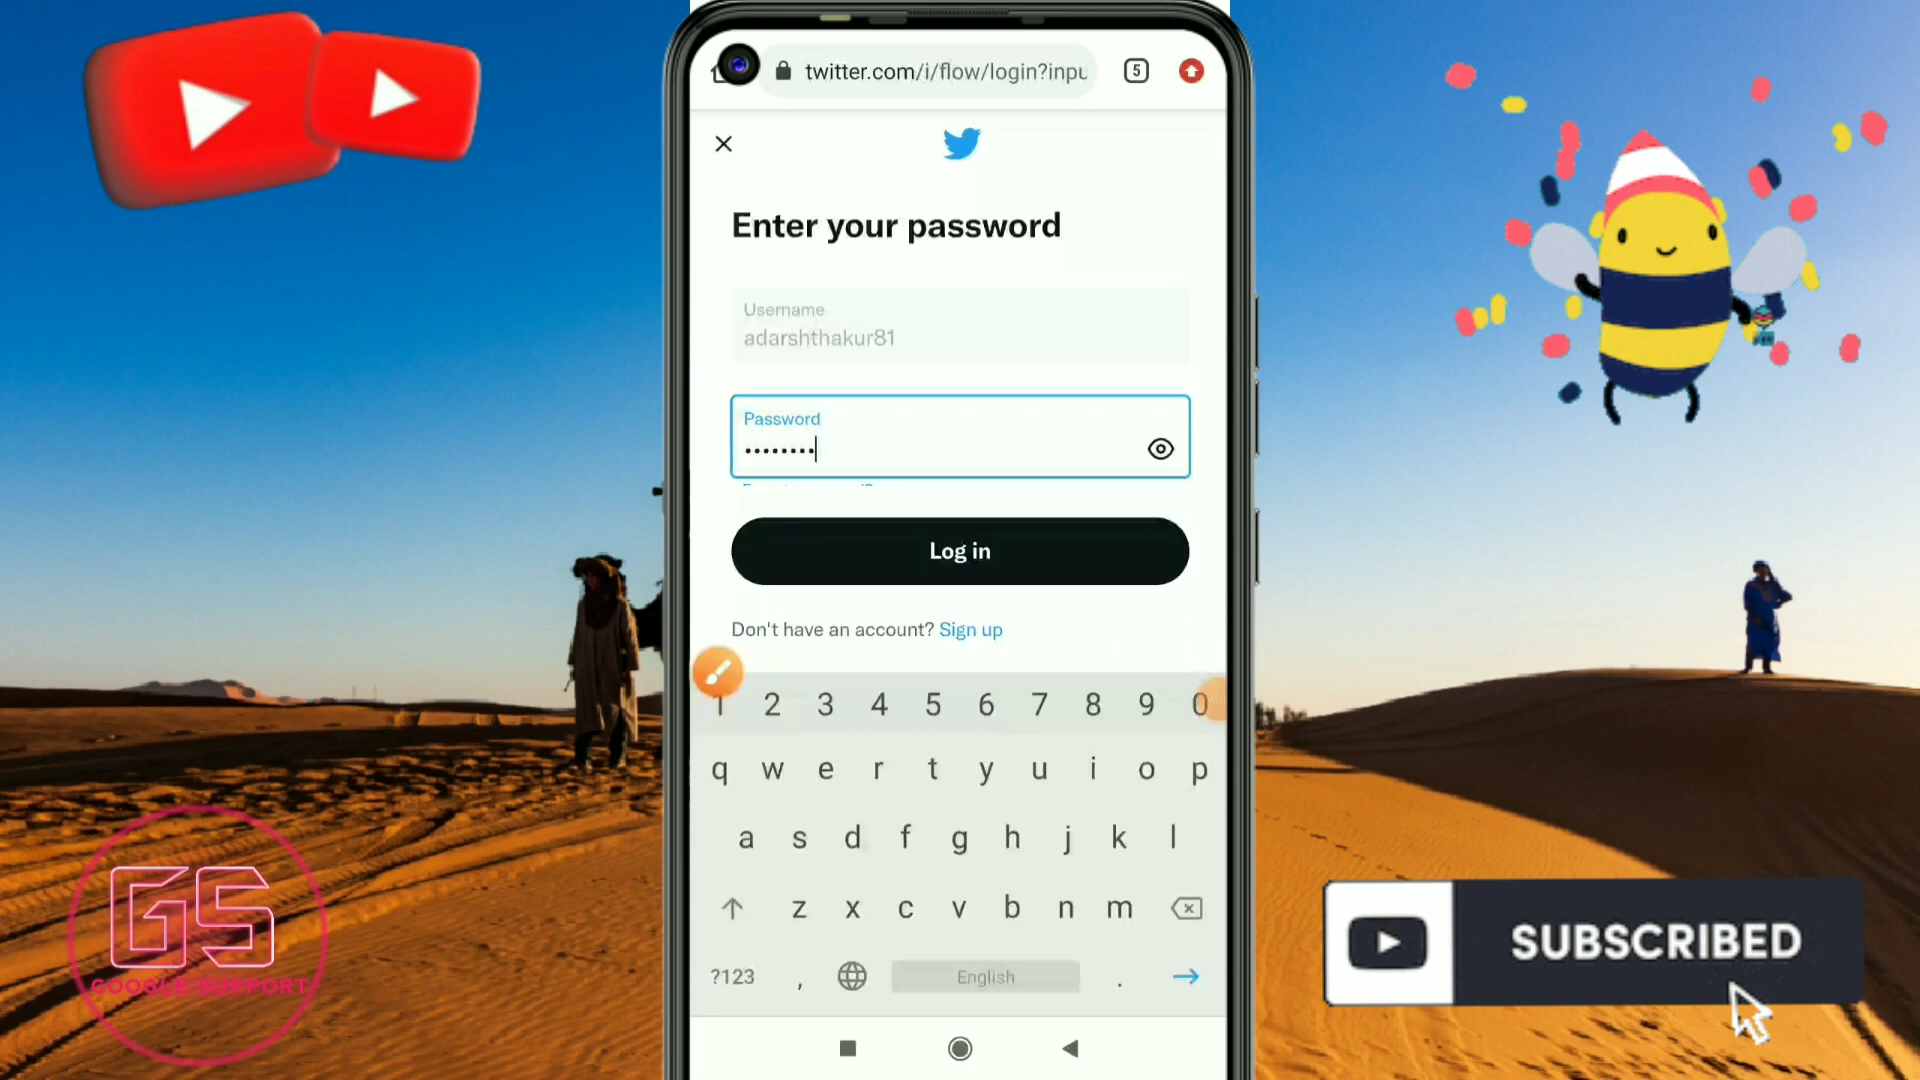 twitter.com/i/flow/login?inpu
5
Enter your password
Username
adarshthakur81
Password
••••••••
Log in
Don't have an account? Sign up
1 2 3 4 5 6 7 8 9 0
q w e r t y u i o p
a s d f g h j k l
z x c v b n m
?123 , English .
GS
GOOGLE SUPPORT
SUBSCRIBED